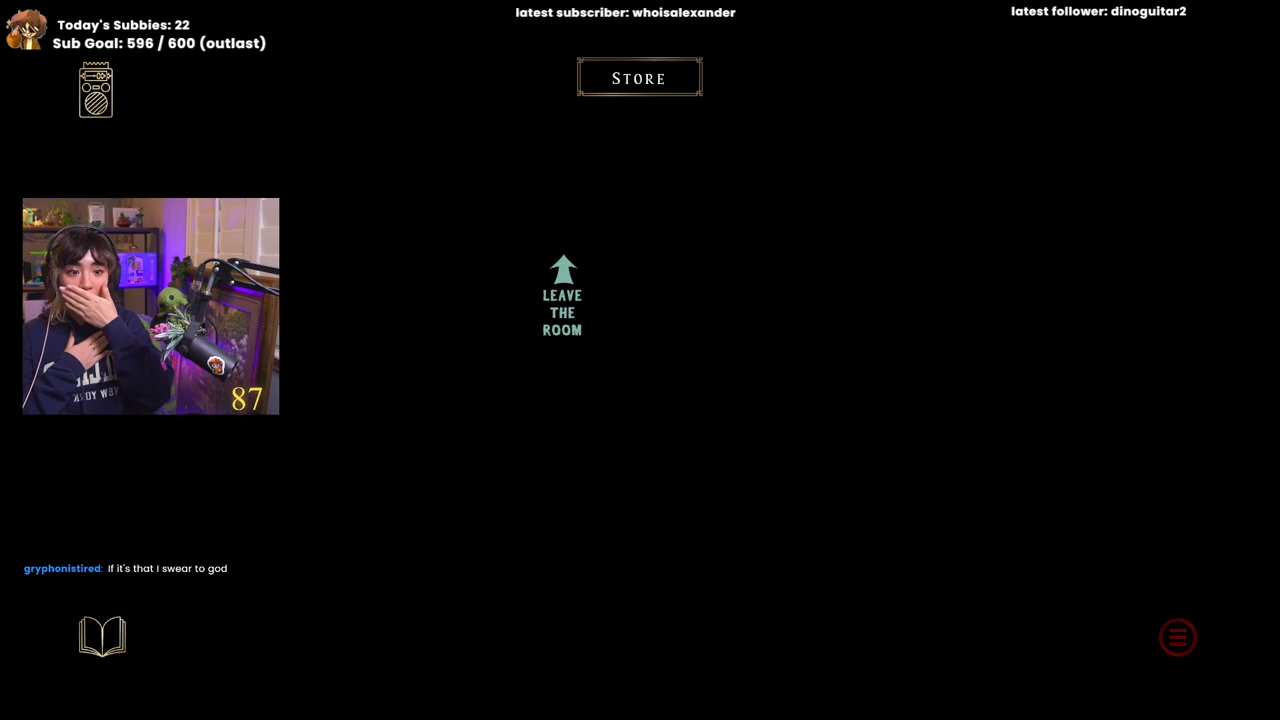 latest subscriber: whoisalexander
latest follower: dinoguitar2
Today's Subbies: 22
Sub Goal: 596 / 600 (outlast)
STORE
LEAVE
THE
ROOM
87
gryphonistired: If it's that I swear to god